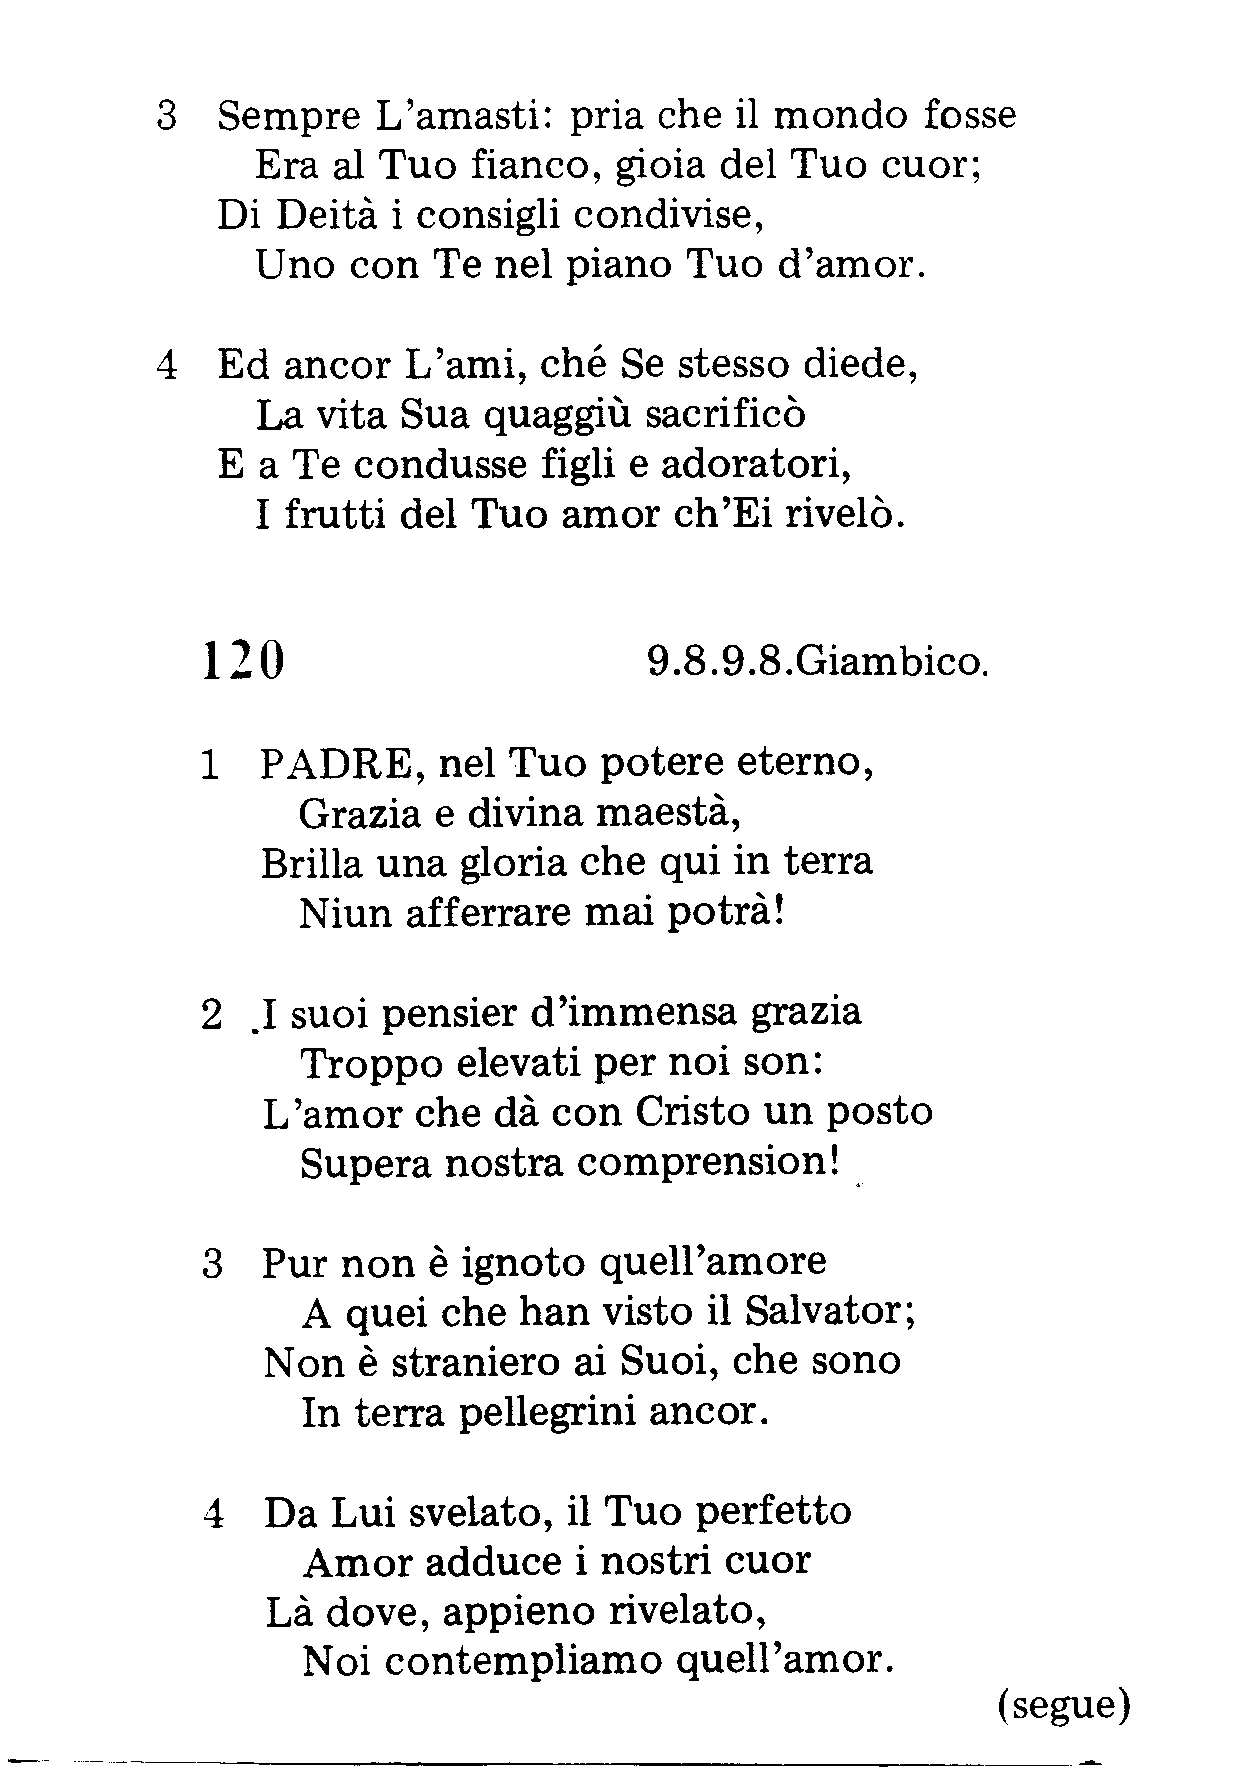 3 Sempre L'amasti: pria che il mondo fosse
Era al Tuo fianco, gioia del Tuo cuor;
Di Deità i consigli condivise,
Uno con Te nel piano Tuo d'amor.
4 Ed ancor L'ami, ché Se stesso diede,
La vita Sua quaggiù sacrificò
E a Te condusse figli e adoratori,
I frutti del Tuo amor ch'Ei rivelò.
120 9.8.9.8.Giambico.
1 PADRE, nel Tuo potere eterno,
Grazia e divina maestà,
Brilla una gloria che qui in terra
Niun afferrare mai potrà!
2 I suoi pensier d'immensa grazia
Troppo elevati per noi son:
L'amor che dà con Cristo un posto
Supera nostra comprension!
3 Pur non è ignoto quell'amore
A quei che han visto il Salvator;
Non è straniero ai Suoi, che sono
In terra pellegrini ancor.
4 Da Lui svelato, il Tuo perfetto
Amor adduce i nostri cuor
Là dove, appieno rivelato,
Noi contempliamo quell'amor.
(segue)